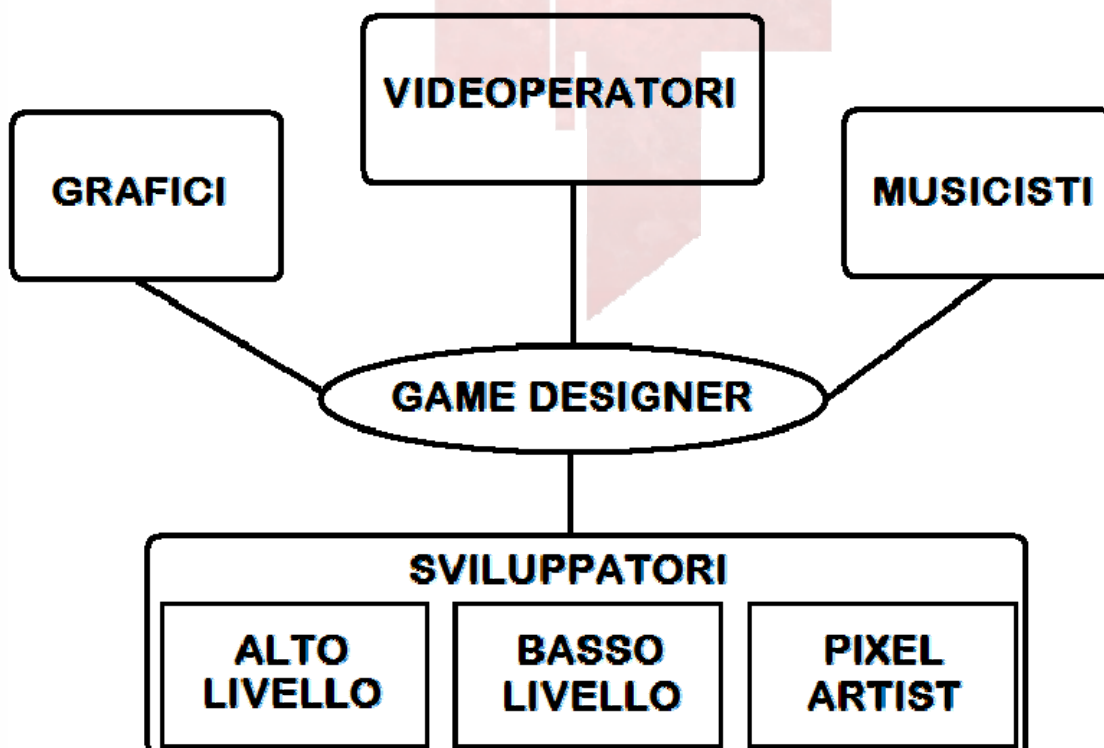 VIDEOPERATORI
GRAFICI
MUSICISTI
GAME DESIGNER
SVILUPPATORI
ALTO
LIVELLO
BASSO
LIVELLO
PIXEL
ARTIST